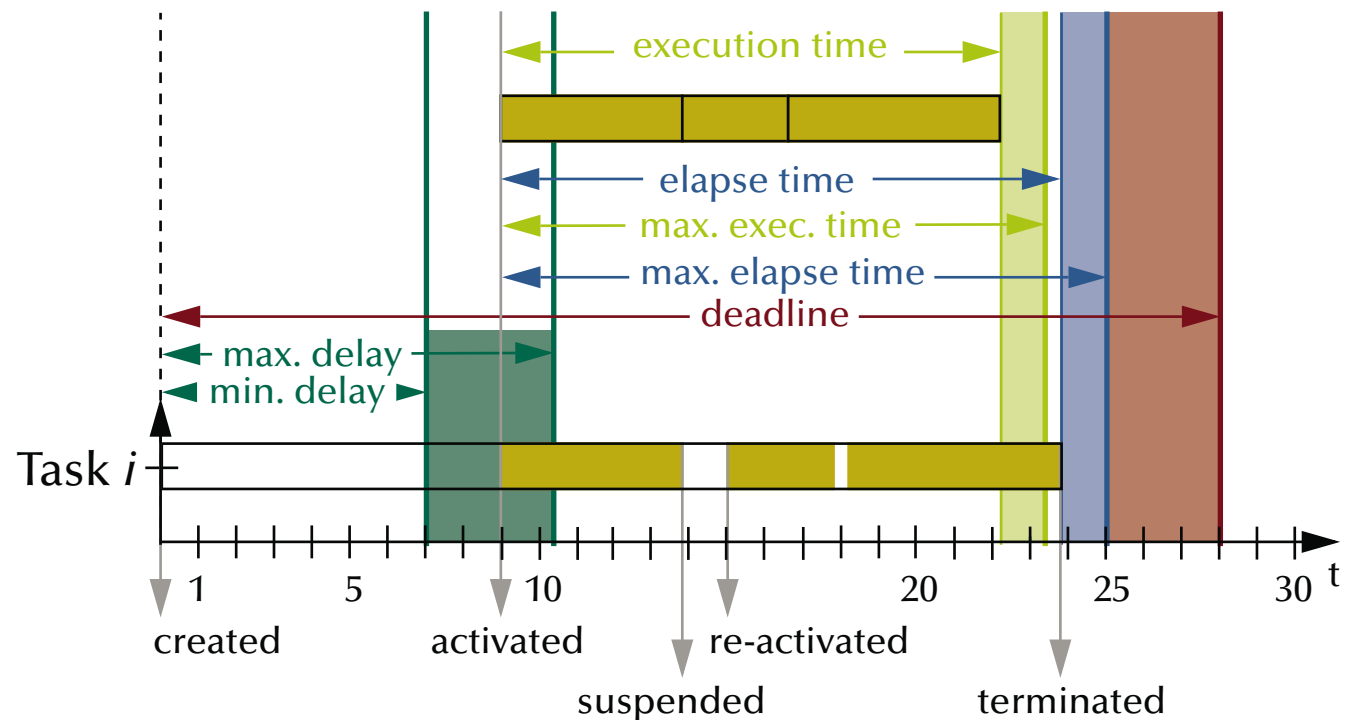 execution time
elapse time
max. exec. time
max. elapse time
deadline
max. delay
min. delay
Task i
1 5 10 20 25 30 t
created activated re-activated
suspended terminated